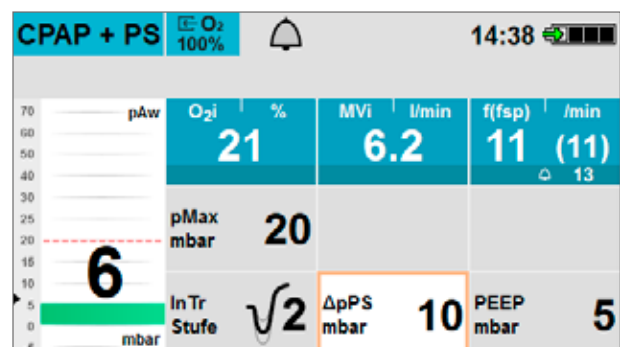 CPAP + PS
O₂
100%
14:38
70
60
50
40
30
25
20
15
10
5
0
pAw
6
mbar
O₂i %
21
MVi l/min
6.2
f(fsp) /min
11 (11)
13
pMax
mbar
20
InTr
Stufe
2
ΔpPS
mbar
10
PEEP
mbar
5